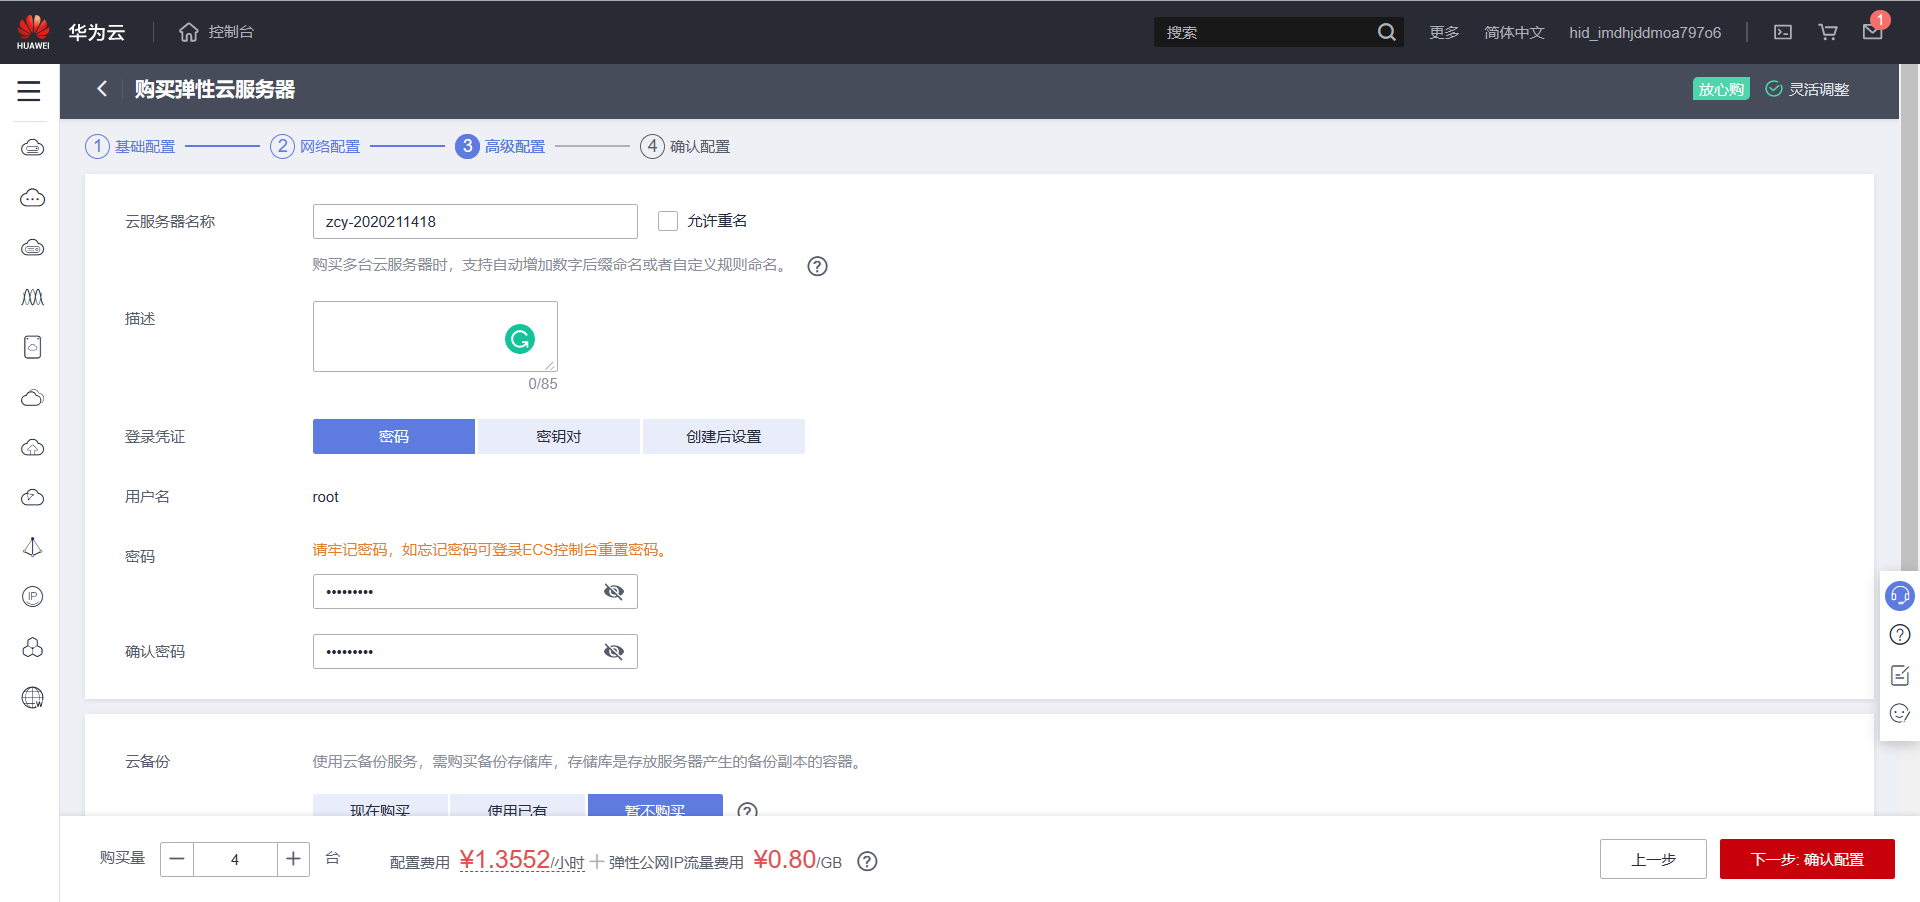 HUAWEI
华为云
控制台
搜索
更多
简体中文
hid_imdhjddmoa797o6
1
购买弹性云服务器
放心购
灵活调整
1 基础配置
2 网络配置
3 高级配置
4 确认配置
云服务器名称
zcy-2020211418
允许重名
购买多台云服务器时，支持自动增加数字后缀命名或者自定义规则命名。
描述
0/85
登录凭证
密码
密钥对
创建后设置
用户名
root
密码
请牢记密码，如忘记密码可登录ECS控制台重置密码。
•••••••••
确认密码
•••••••••
云备份
使用云备份服务，需购买备份存储库，存储库是存放服务器产生的备份副本的容器。
现在购买
使用已有
暂不购买
购买量
4
台
配置费用 ¥1.3552/小时 + 弹性公网IP流量费用 ¥0.80/GB
上一步
下一步: 确认配置
IP